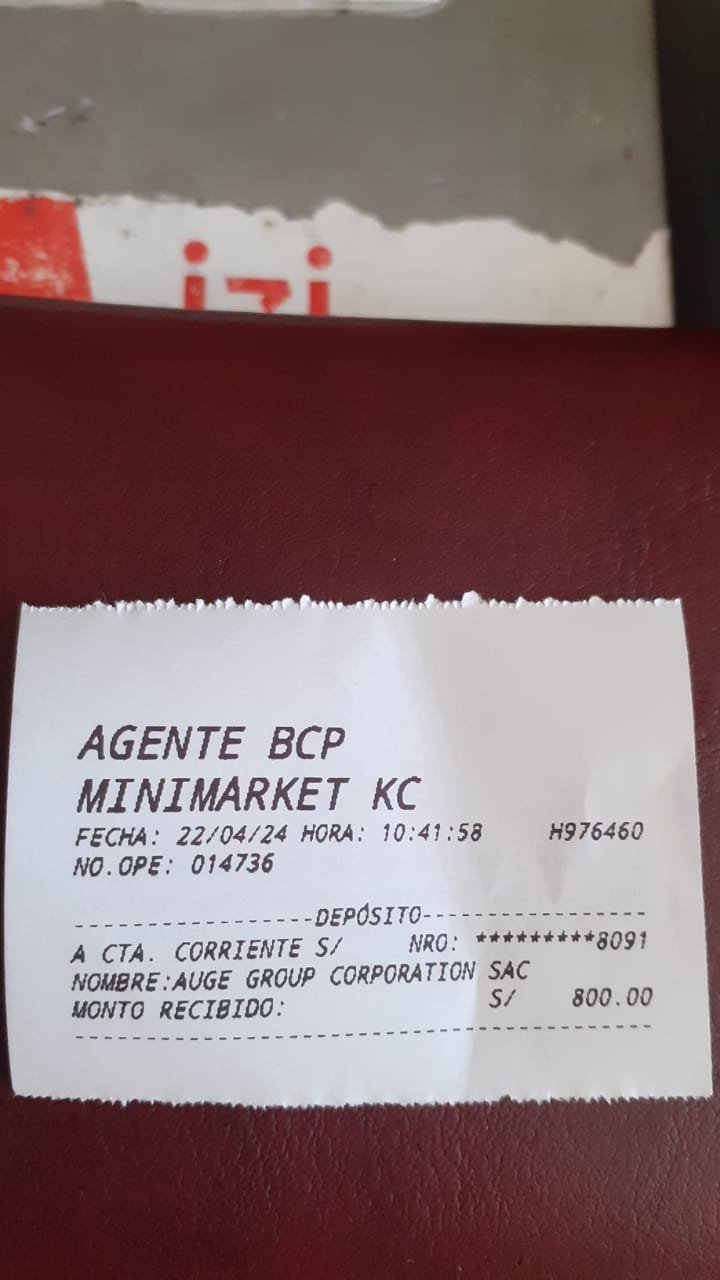 izi
AGENTE BCP
MINIMARKET KC
FECHA: 22/04/24 HORA: 10:41:58 H976460
NO.OPE: 014736
------------------DEPÓSITO-----------------
A CTA. CORRIENTE S/ NRO: *********8091
NOMBRE:AUGE GROUP CORPORATION SAC
MONTO RECIBIDO: S/ 800.00